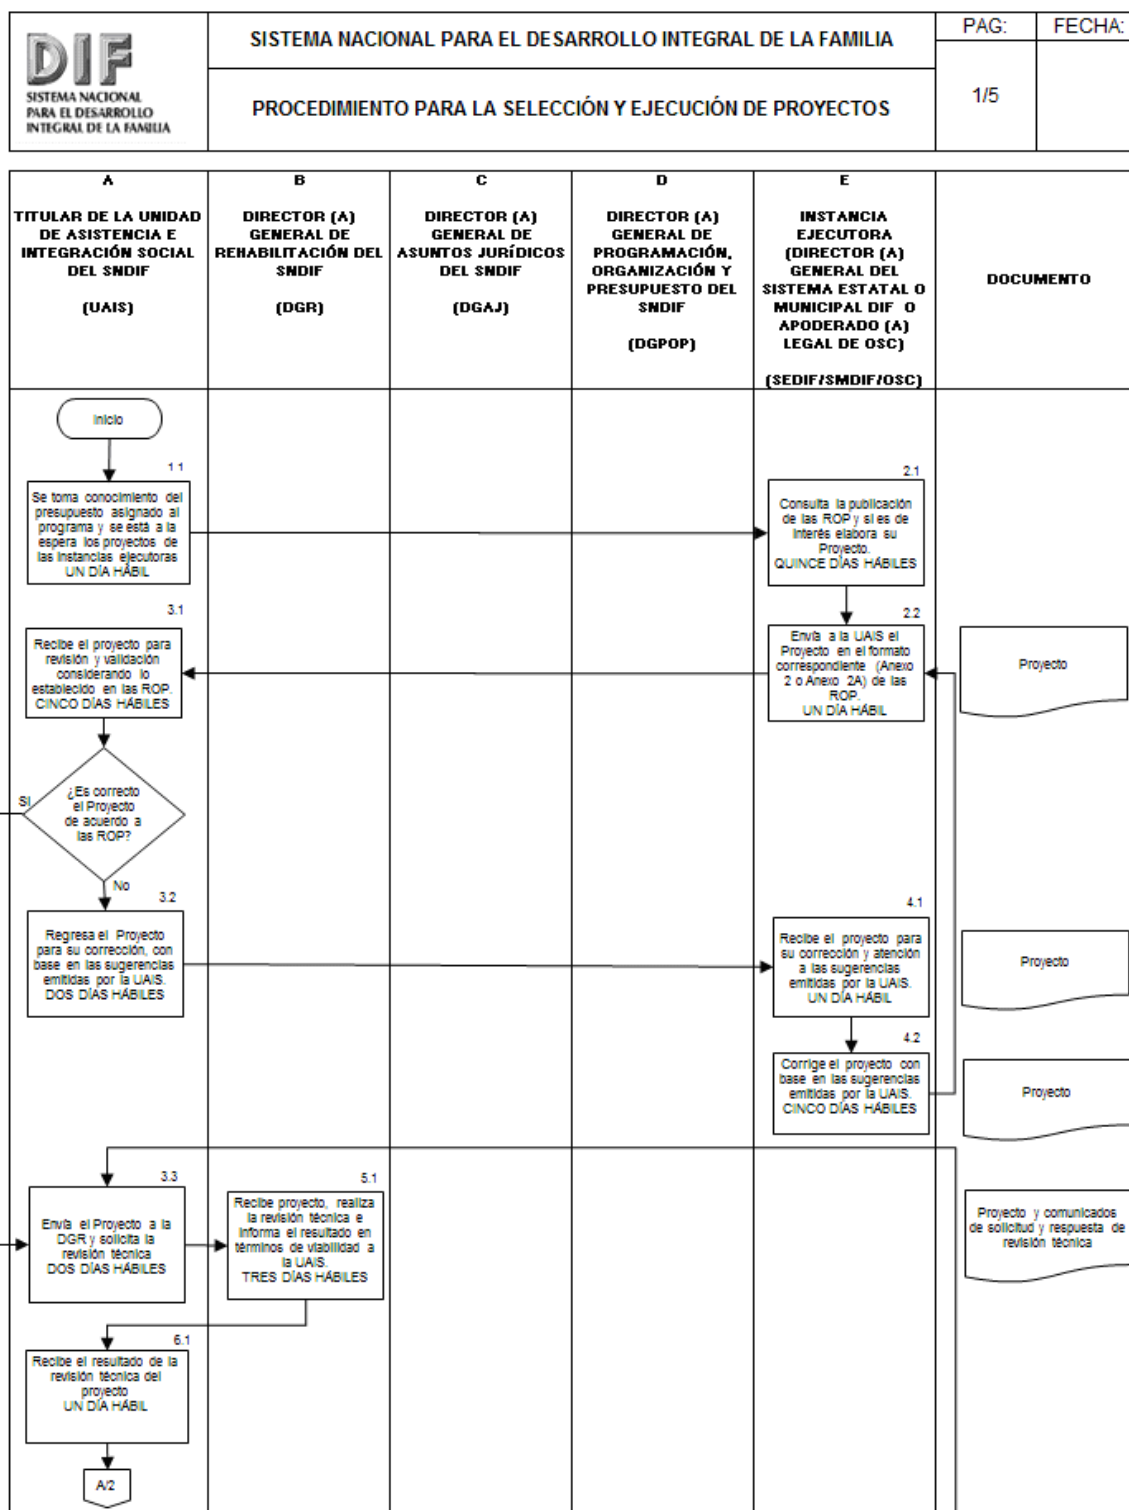 DIF
SISTEMA NACIONAL
PARA EL DESARROLLO
INTEGRAL DE LA FAMILIA
SISTEMA NACIONAL PARA EL DESARROLLO INTEGRAL DE LA FAMILIA
PROCEDIMIENTO PARA LA SELECCIÓN Y EJECUCIÓN DE PROYECTOS
PAG:
FECHA:
1/5
A
TITULAR DE LA UNIDAD
DE ASISTENCIA E
INTEGRACIÓN SOCIAL
DEL SNDIF
(UAIS)
B
DIRECTOR (A)
GENERAL DE
REHABILITACIÓN DEL
SNDIF
(DGR)
C
DIRECTOR (A)
GENERAL DE
ASUNTOS JURÍDICOS
DEL SNDIF
(DGAJ)
D
DIRECTOR (A)
GENERAL DE
PROGRAMACIÓN,
ORGANIZACIÓN Y
PRESUPUESTO DEL
SNDIF
(DGPOP)
E
INSTANCIA
EJECUTORA
(DIRECTOR (A)
GENERAL DEL
SISTEMA ESTATAL O
MUNICIPAL DIF O
APODERADO (A)
LEGAL DE OSC)
(SEDIF/SMDIF/OSC)
DOCUMENTO
Inicio
1.1
Se toma conocimiento del
presupuesto asignado al
programa y se está a la
espera los proyectos de
las instancias ejecutoras
UN DÍA HÁBIL
2.1
Consulta la publicación
de las ROP y si es de
interés elabora su
Proyecto.
QUINCE DÍAS HÁBILES
3.1
Recibe el proyecto para
revisión y validación
considerando lo
establecido en las ROP.
CINCO DÍAS HÁBILES
2.2
Envía a la UAIS el
Proyecto en el formato
correspondiente (Anexo
2 o Anexo 2A) de las
ROP.
UN DÍA HÁBIL
Proyecto
¿Es correcto
el Proyecto
de acuerdo a
las ROP?
SI
No
3.2
Regresa el Proyecto
para su corrección, con
base en las sugerencias
emitidas por la UAIS.
DOS DÍAS HÁBILES
4.1
Recibe el proyecto para
su corrección y atención
a las sugerencias
emitidas por la UAIS.
UN DÍA HÁBIL
Proyecto
4.2
Corrige el proyecto con
base en las sugerencias
emitidas por la UAIS.
CINCO DÍAS HÁBILES
Proyecto
3.3
Envía el Proyecto a la
DGR y solicita la
revisión técnica
DOS DÍAS HÁBILES
5.1
Recibe proyecto, realiza
la revisión técnica e
informa el resultado en
términos de viabilidad a
la UAIS.
TRES DÍAS HÁBILES
Proyecto y comunicados
de solicitud y respuesta de
revisión técnica
6.1
Recibe el resultado de la
revisión técnica del
proyecto
UN DÍA HÁBIL
A/2